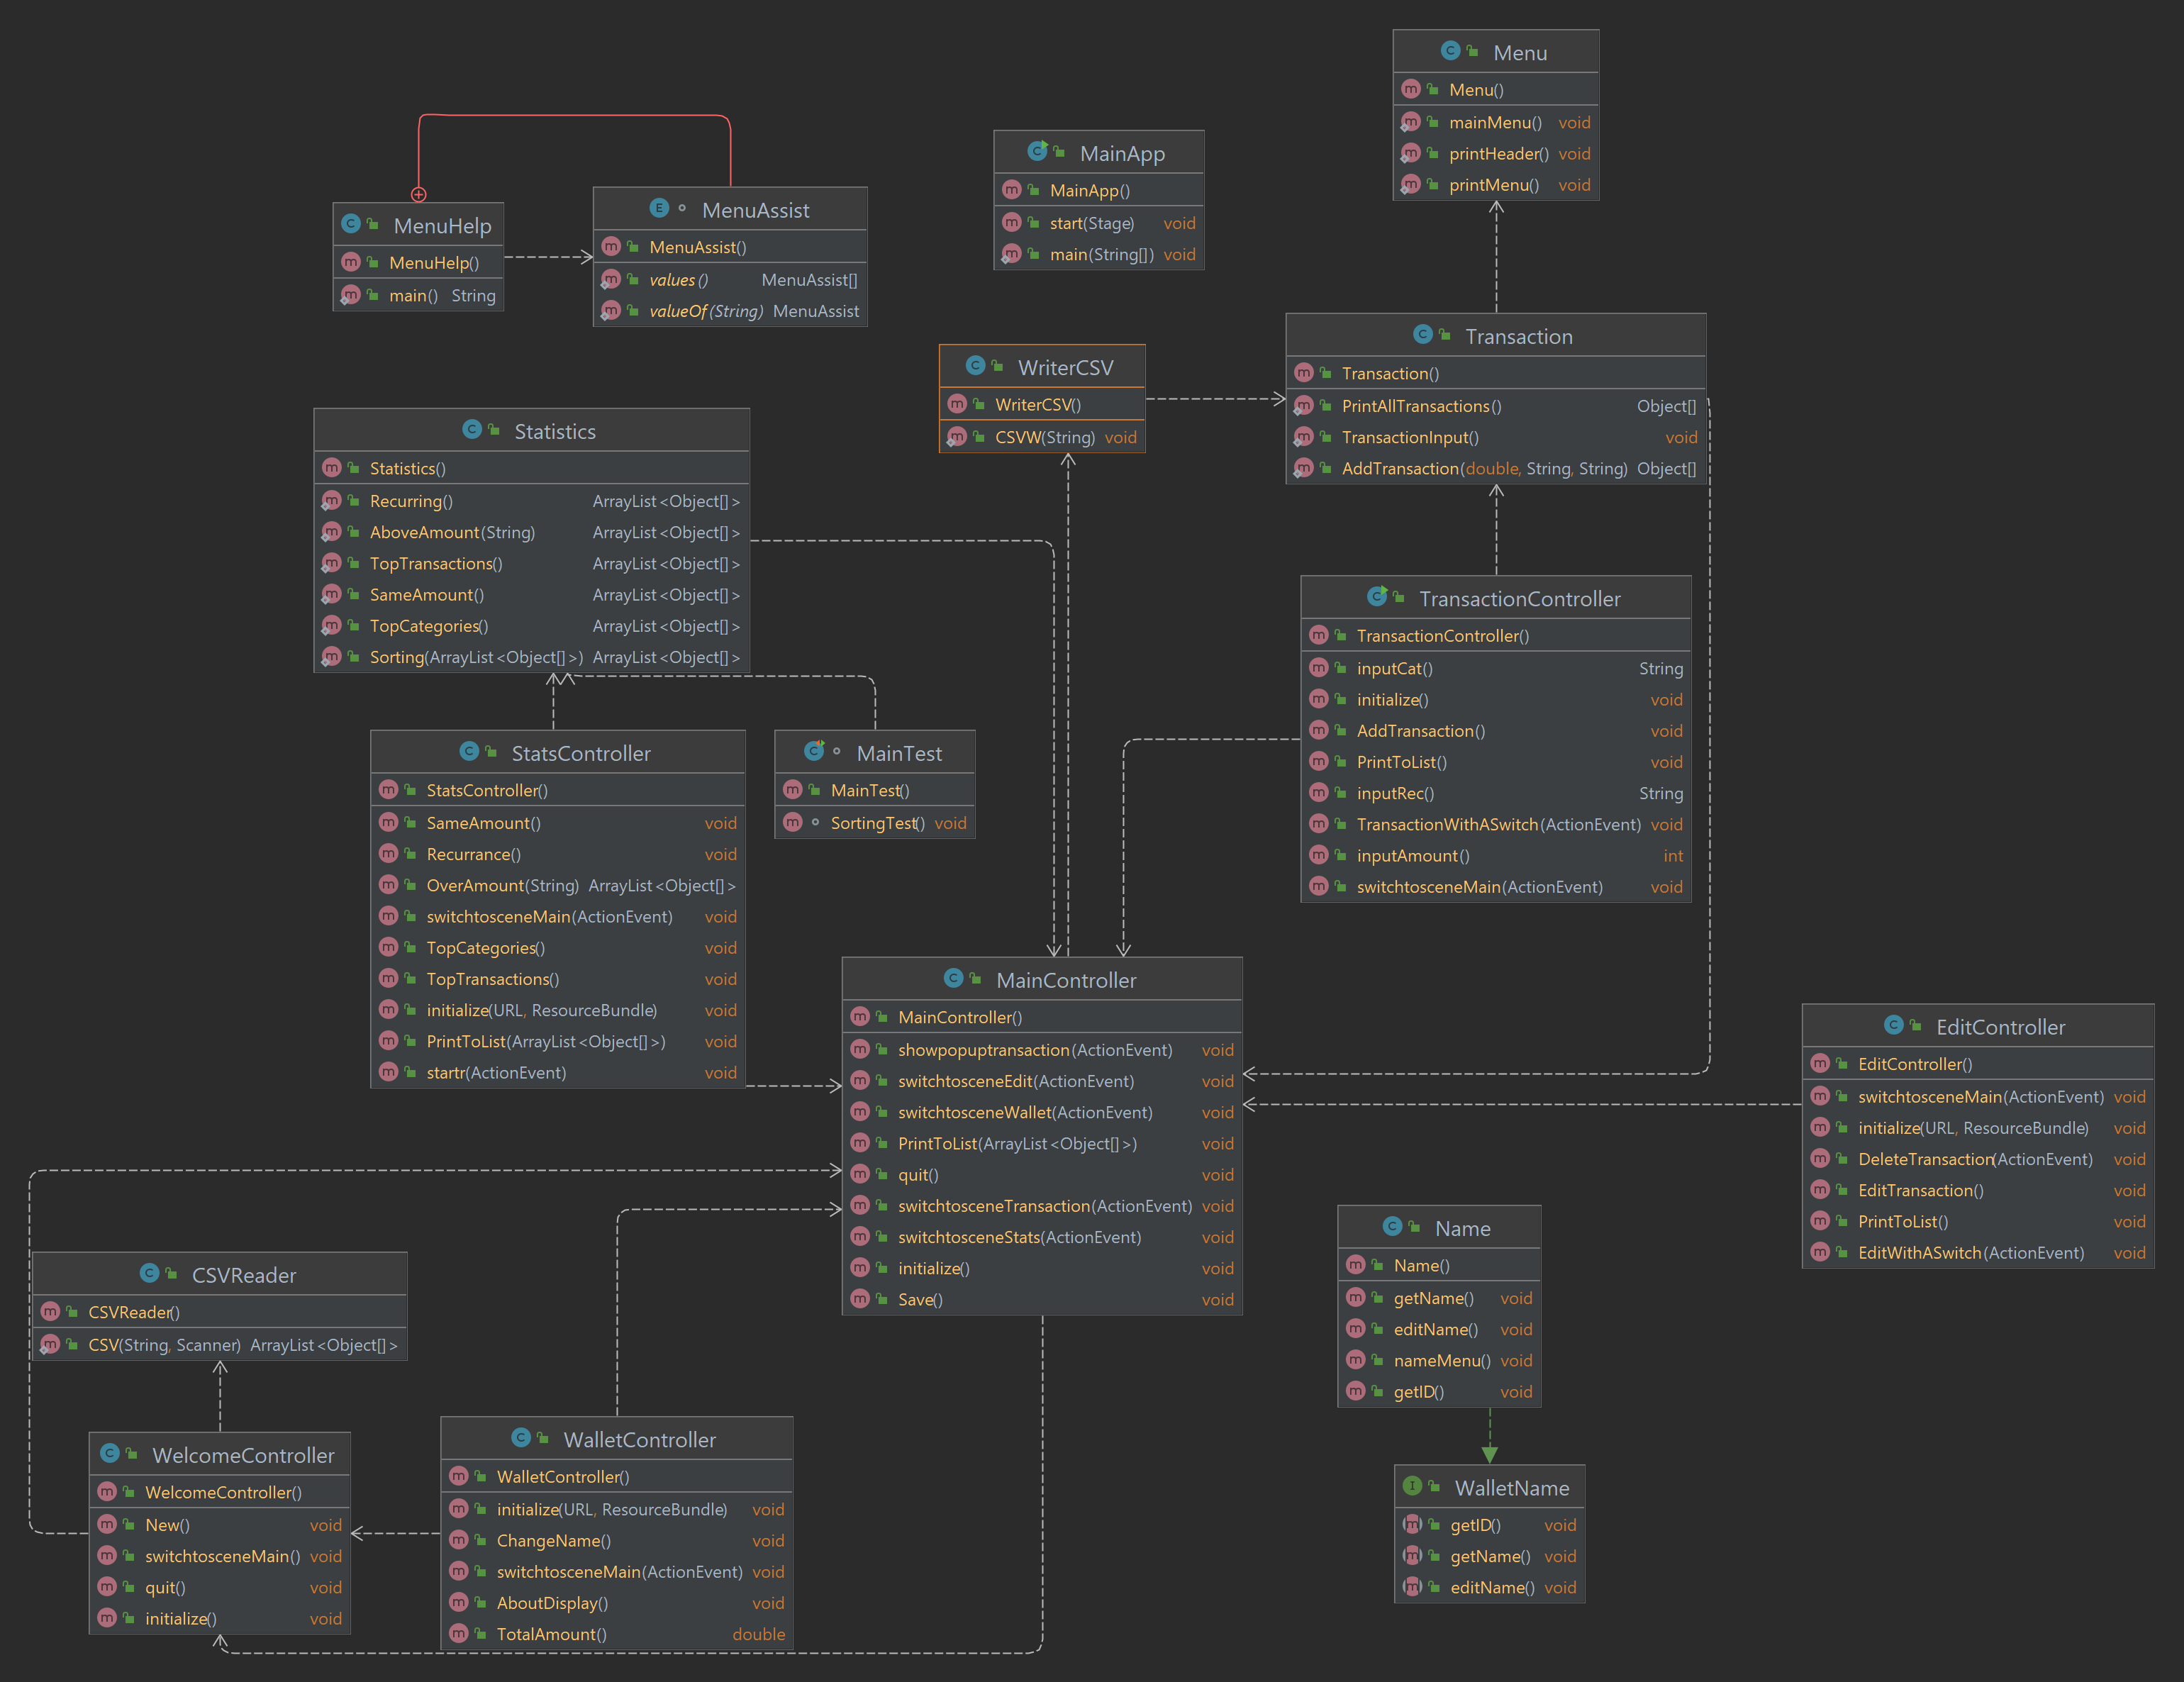 Menu
Menu()
mainMenu() void
printHeader() void
printMenu() void
MainApp
MainApp()
start(Stage) void
main(String[]) void
MenuHelp
MenuHelp()
main() String
MenuAssist
MenuAssist()
values() MenuAssist[]
valueOf(String) MenuAssist
Transaction
Transaction()
PrintAllTransactions() Object[]
TransactionInput() void
AddTransaction(double, String, String) Object[]
WriterCSV
WriterCSV()
CSVW(String) void
Statistics
Statistics()
Recurring() ArrayList<Object[]>
AboveAmount(String) ArrayList<Object[]>
TopTransactions() ArrayList<Object[]>
SameAmount() ArrayList<Object[]>
TopCategories() ArrayList<Object[]>
Sorting(ArrayList<Object[]>) ArrayList<Object[]>
TransactionController
TransactionController()
inputCat() String
initialize() void
AddTransaction() void
PrintToList() void
inputRec() String
TransactionWithASwitch(ActionEvent) void
inputAmount() int
switchtosceneMain(ActionEvent) void
StatsController
StatsController()
SameAmount() void
Recurrance() void
OverAmount(String) ArrayList<Object[]>
switchtosceneMain(ActionEvent) void
TopCategories() void
TopTransactions() void
initialize(URL, ResourceBundle) void
PrintToList(ArrayList<Object[]>) void
startr(ActionEvent) void
MainTest
MainTest()
SortingTest() void
MainController
MainController()
showpopuptransaction(ActionEvent) void
switchtosceneEdit(ActionEvent) void
switchtosceneWallet(ActionEvent) void
PrintToList(ArrayList<Object[]>) void
quit() void
switchtosceneTransaction(ActionEvent) void
switchtosceneStats(ActionEvent) void
initialize() void
Save() void
EditController
EditController()
switchtosceneMain(ActionEvent) void
initialize(URL, ResourceBundle) void
DeleteTransaction(ActionEvent) void
EditTransaction() void
PrintToList() void
EditWithASwitch(ActionEvent) void
Name
Name()
getName() void
editName() void
nameMenu() void
getID() void
CSVReader
CSVReader()
CSV(String, Scanner) ArrayList<Object[]>
WelcomeController
WelcomeController()
New() void
switchtosceneMain() void
quit() void
initialize() void
WalletController
WalletController()
initialize(URL, ResourceBundle) void
ChangeName() void
switchtosceneMain(ActionEvent) void
AboutDisplay() void
TotalAmount() double
WalletName
getID() void
getName() void
editName() void